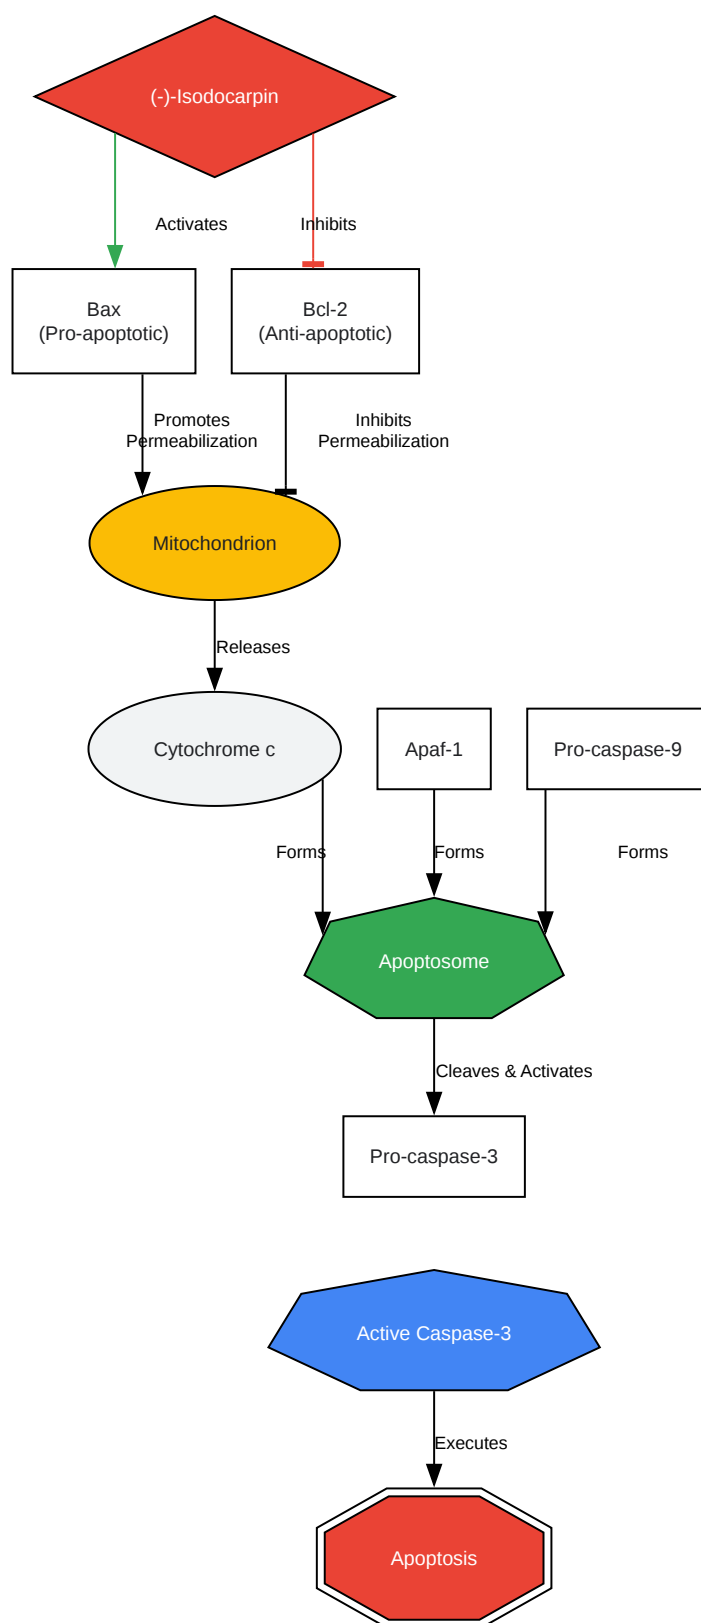 (-)-Isodocarpin
Activates
Inhibits
Bax
(Pro-apoptotic)
Bcl-2
(Anti-apoptotic)
Promotes
Permeabilization
Inhibits
Permeabilization
Mitochondrion
Releases
Cytochrome c
Apaf-1
Pro-caspase-9
Forms
Forms
Forms
Apoptosome
Cleaves & Activates
Pro-caspase-3
Active Caspase-3
Executes
Apoptosis